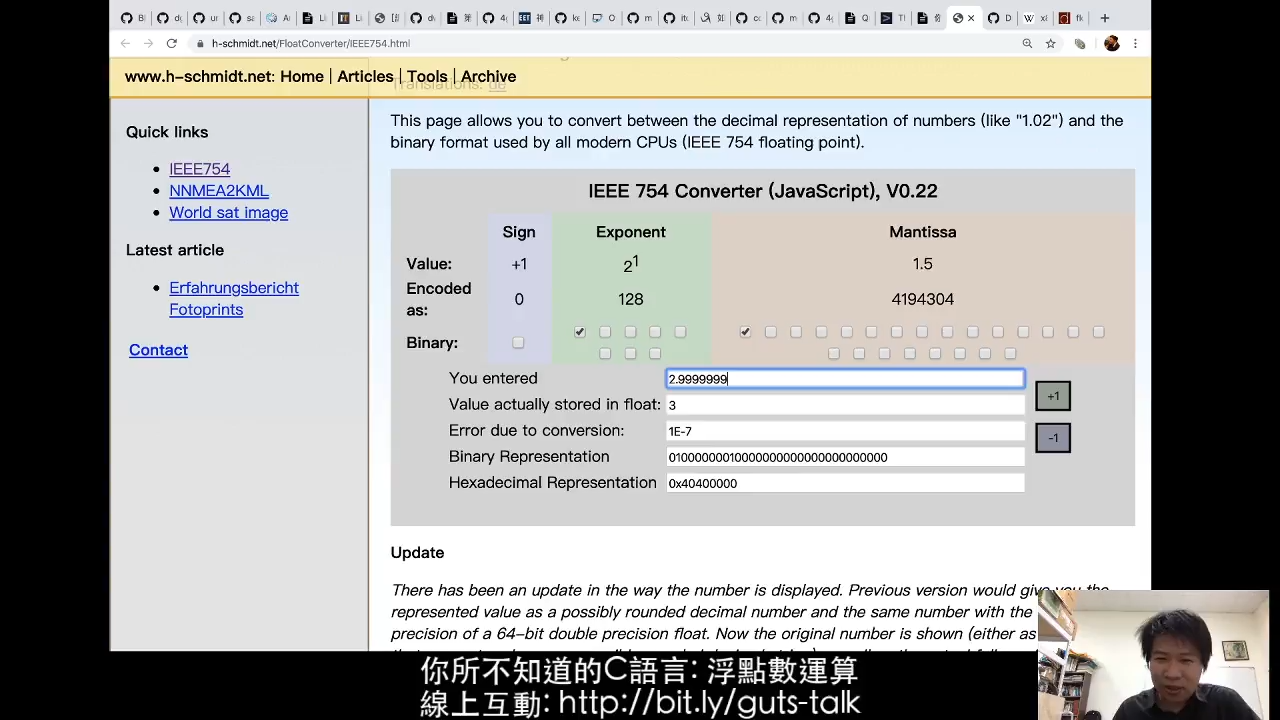 h-schmidt.net/FloatConverter/IEEE754.html
www.h-schmidt.net: Home | Articles | Tools | Archive
Translations: de
Quick links
IEEE754
NNMEA2KML
World sat image
Latest article
Erfahrungsbericht
Fotoprints
Contact
This page allows you to convert between the decimal representation of numbers (like "1.02") and the
binary format used by all modern CPUs (IEEE 754 floating point).
IEEE 754 Converter (JavaScript), V0.22
Sign Exponent Mantissa
Value: +1 2^1 1.5
Encoded as: 0 128 4194304
Binary:
You entered 2.9999999
Value actually stored in float: 3
Error due to conversion: 1E-7
Binary Representation 01000000010000000000000000000000
Hexadecimal Representation 0x40400000
+1
-1
Update
There has been an update in the way the number is displayed. Previous version would give you the
represented value as a possibly rounded decimal number and the same number with the
precision of a 64-bit double precision float. Now the original number is shown (either as
你所不知道的C語言: 浮點數運算
線上互動: http://bit.ly/guts-talk